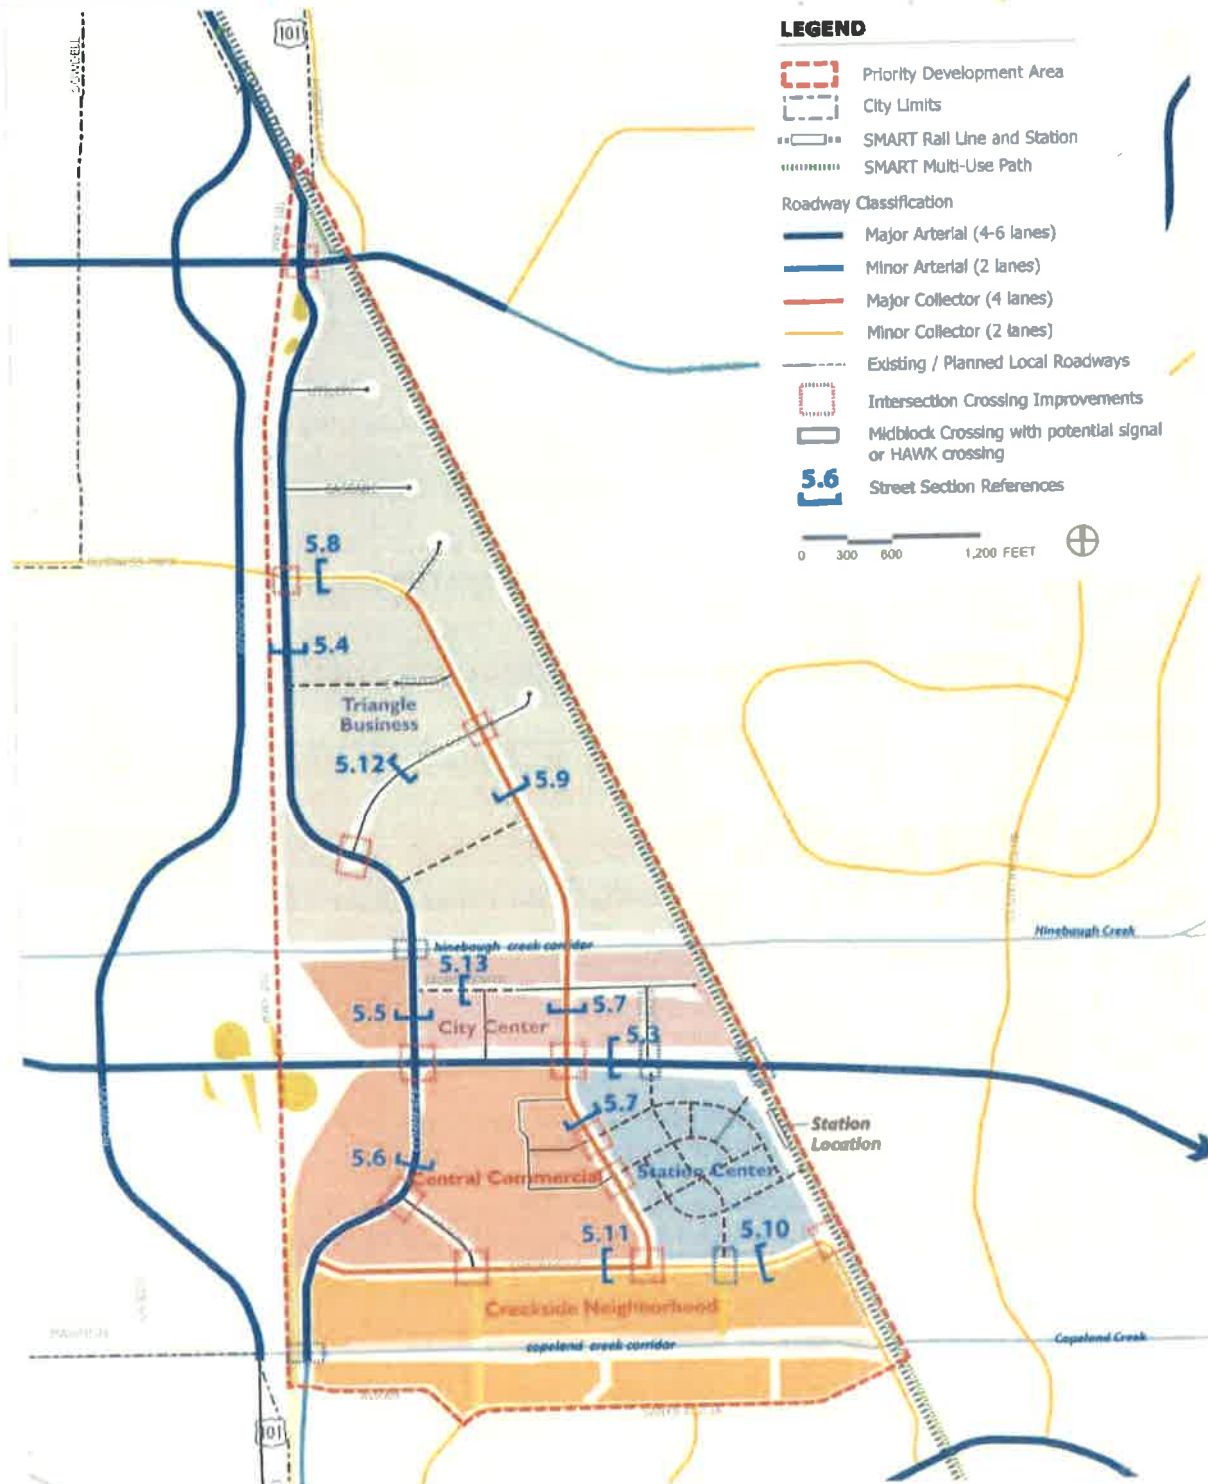 101
LEGEND
Priority Development Area
City Limits
SMART Rail Line and Station
SMART Multi-Use Path
Roadway Classification
Major Arterial (4-6 lanes)
Minor Arterial (2 lanes)
Major Collector (4 lanes)
Minor Collector (2 lanes)
Existing / Planned Local Roadways
Intersection Crossing Improvements
Midblock Crossing with potential signal
or HAWK crossing
5.6
Street Section References
0 300 600 1,200 FEET
5.8
5.4
Triangle
Business
5.12
5.9
hinebaugh creek corridor
Hinebaugh Creek
5.13
5.5
5.7
City Center
5.3
5.7
Station
Location
5.6
Central Commercial
Station Center
5.11
5.10
Creekside Neighborhood
copeland creek corridor
Copeland Creek
101